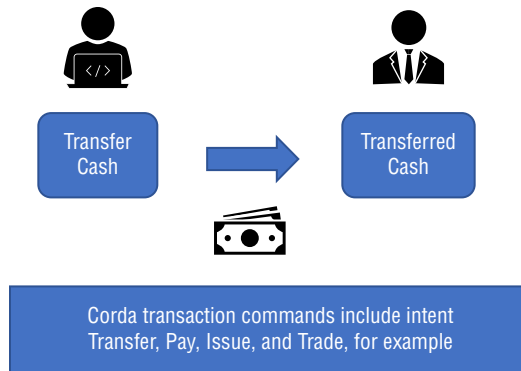 </>
Transfer
Cash
Transferred
Cash
Corda transaction commands include intent
Transfer, Pay, Issue, and Trade, for example